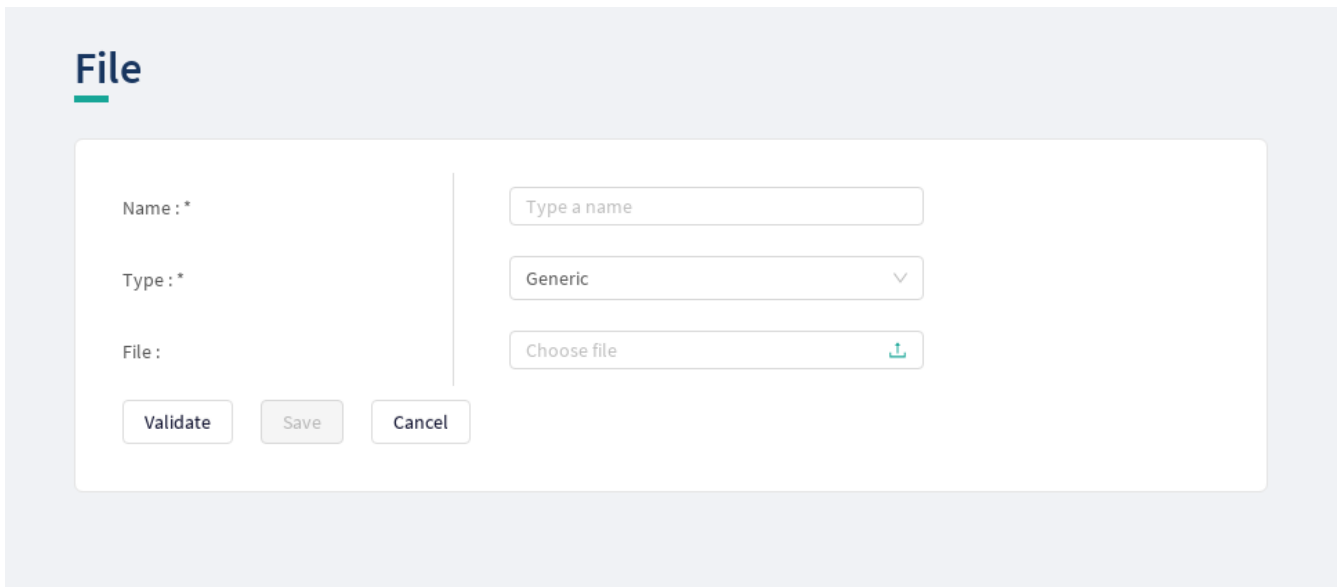 File
Name : *
Type a name
Type : *
Generic
File :
Choose file
Validate
Save
Cancel